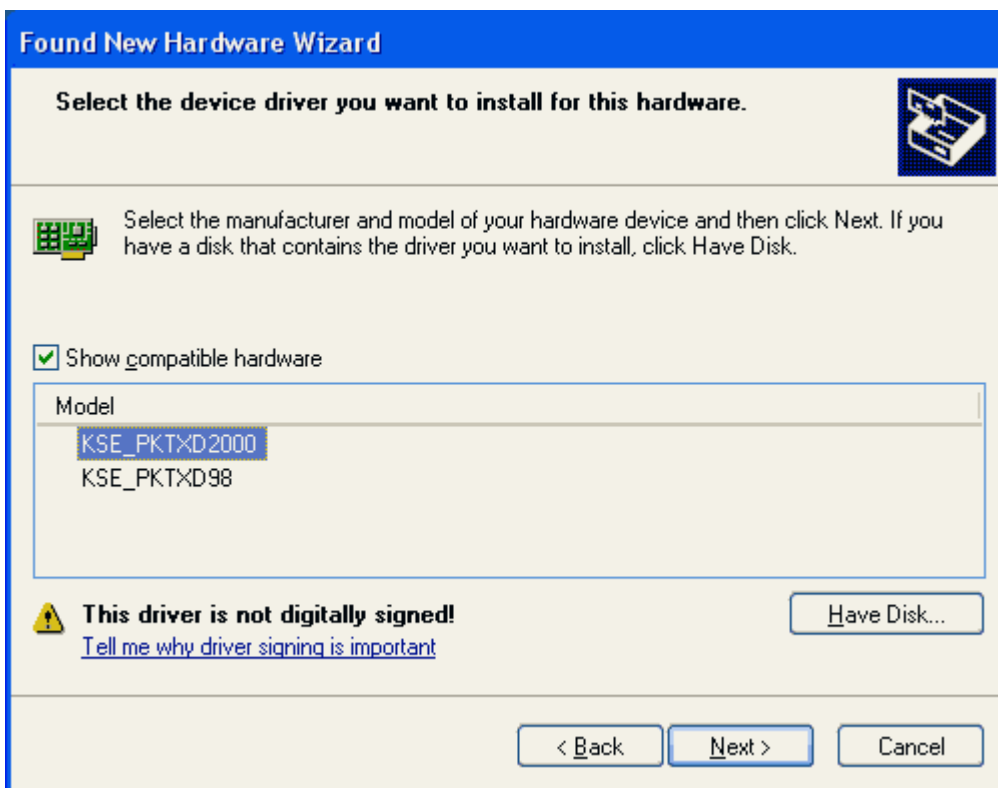 Found New Hardware Wizard
Select the device driver you want to install for this hardware.
Select the manufacturer and model of your hardware device and then click Next. If you
have a disk that contains the driver you want to install, click Have Disk.
Show compatible hardware
Model
KSE_PKTXD2000
KSE_PKTXD98
This driver is not digitally signed!
Have Disk...
Tell me why driver signing is important
< Back Next > Cancel